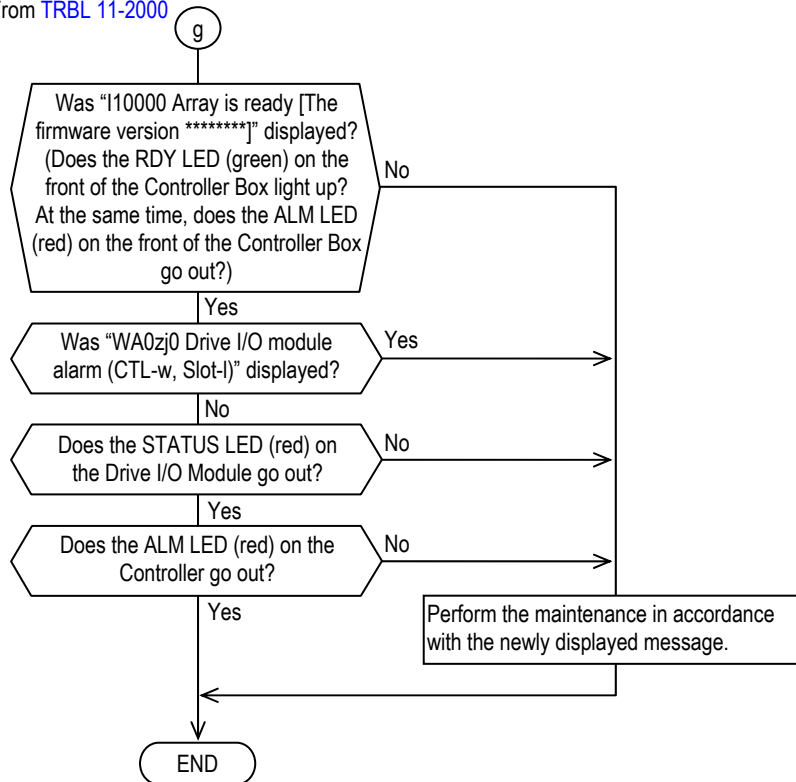 from TRBL 11-2000
g
Was “I10000 Array is ready [The
firmware version ********]” displayed?
(Does the RDY LED (green) on the
front of the Controller Box light up?
At the same time, does the ALM LED
(red) on the front of the Controller Box
go out?)
No
Yes
Was “WA0zj0 Drive I/O module
alarm (CTL-w, Slot-l)” displayed?
Yes
No
Does the STATUS LED (red) on
the Drive I/O Module go out?
No
Yes
Does the ALM LED (red) on the
Controller go out?
No
Yes
Perform the maintenance in accordance
with the newly displayed message.
END